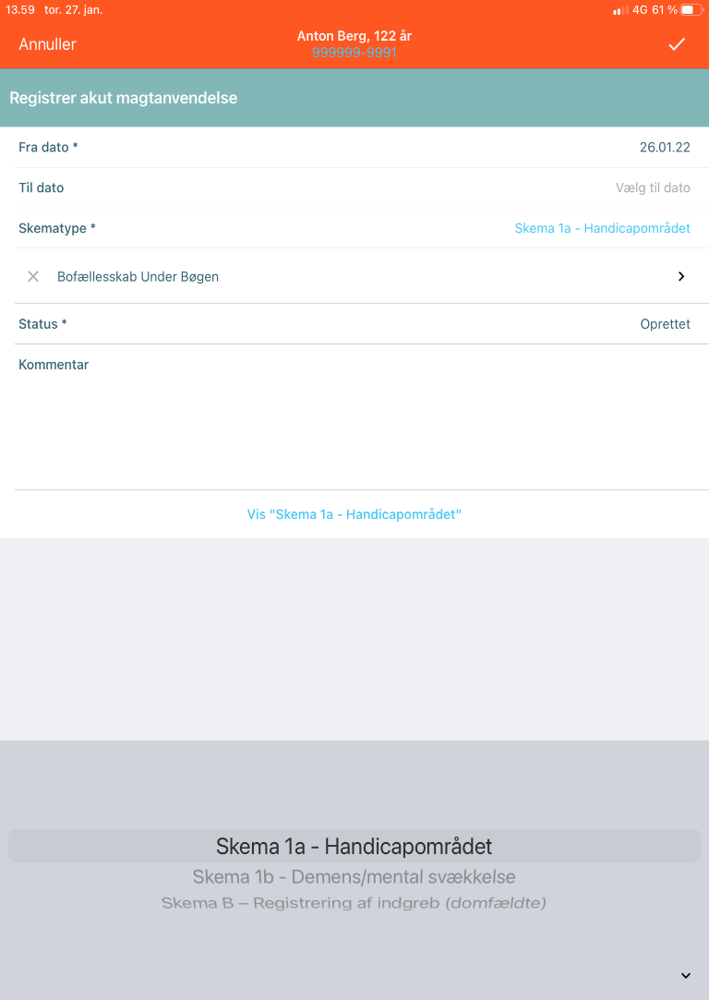 13.59 tor. 27. jan. 4G 61 %
Annuller
Anton Berg, 122 år
999999-9991
Registrer akut magtanvendelse
Fra dato * 26.01.22
Til dato Vælg til dato
Skematype * Skema 1a - Handicapområdet
Bofællesskab Under Bøgen
Status * Oprettet
Kommentar
Vis "Skema 1a - Handicapområdet"
Skema 1a - Handicapområdet
Skema 1b - Demens/mental svækkelse
Skema B – Registrering af indgreb (domfældte)